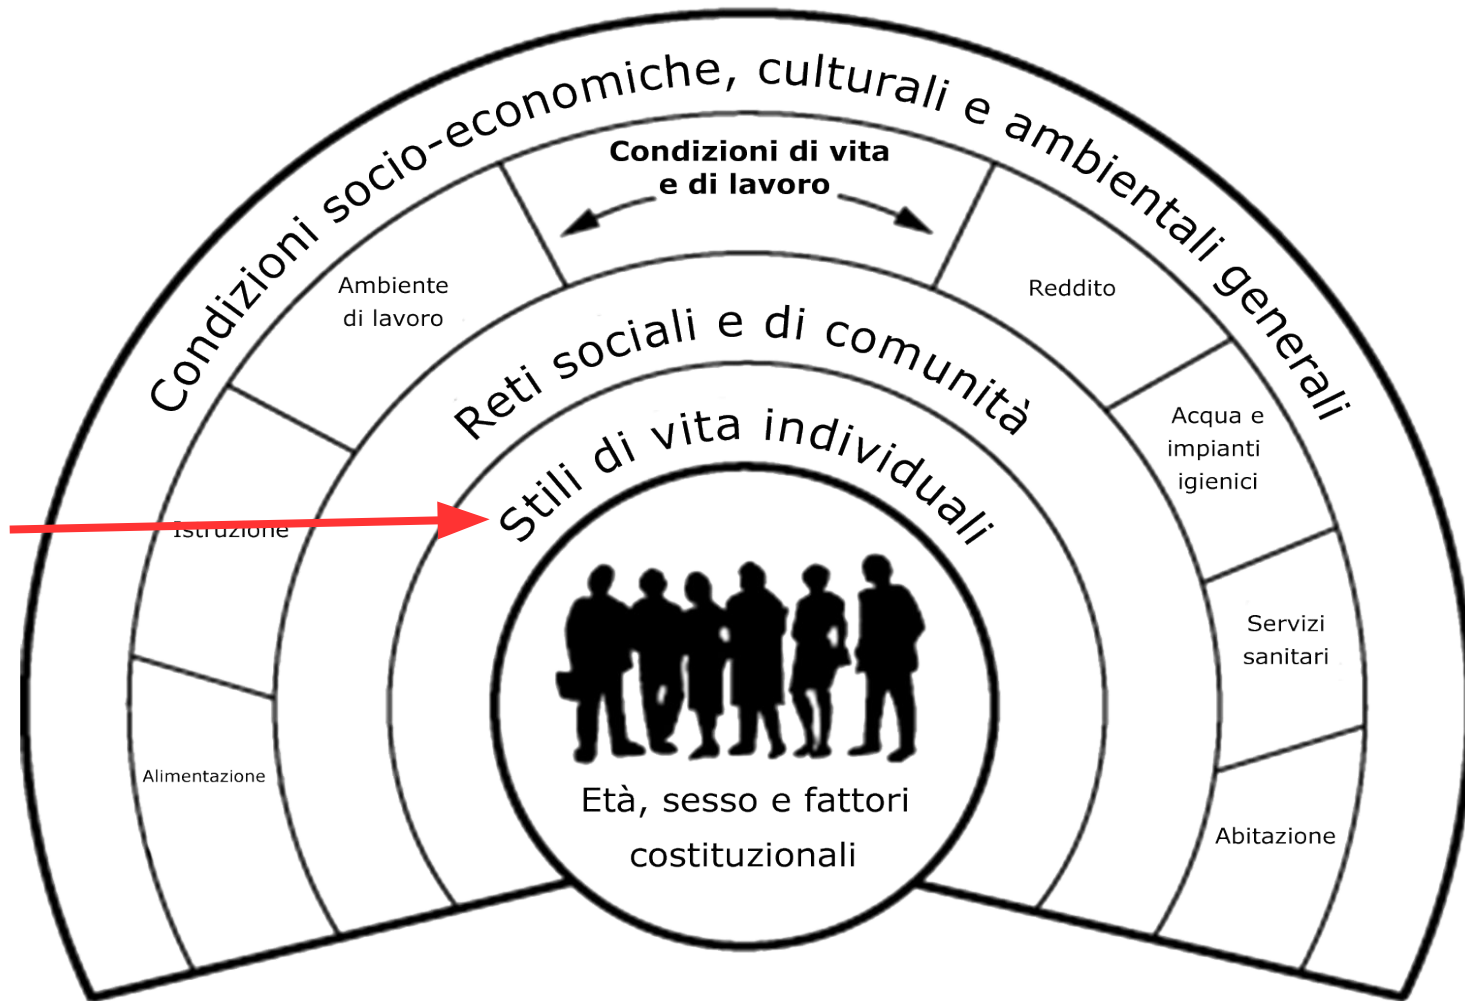 Condizioni socio-economiche, culturali e ambientali generali
Condizioni di vita
e di lavoro
Ambiente
di lavoro
Reddito
Reti sociali e di comunità
Acqua e
impianti
igienici
Stili di vita individuali
Istruzione
Servizi
sanitari
Alimentazione
Età, sesso e fattori
costituzionali
Abitazione